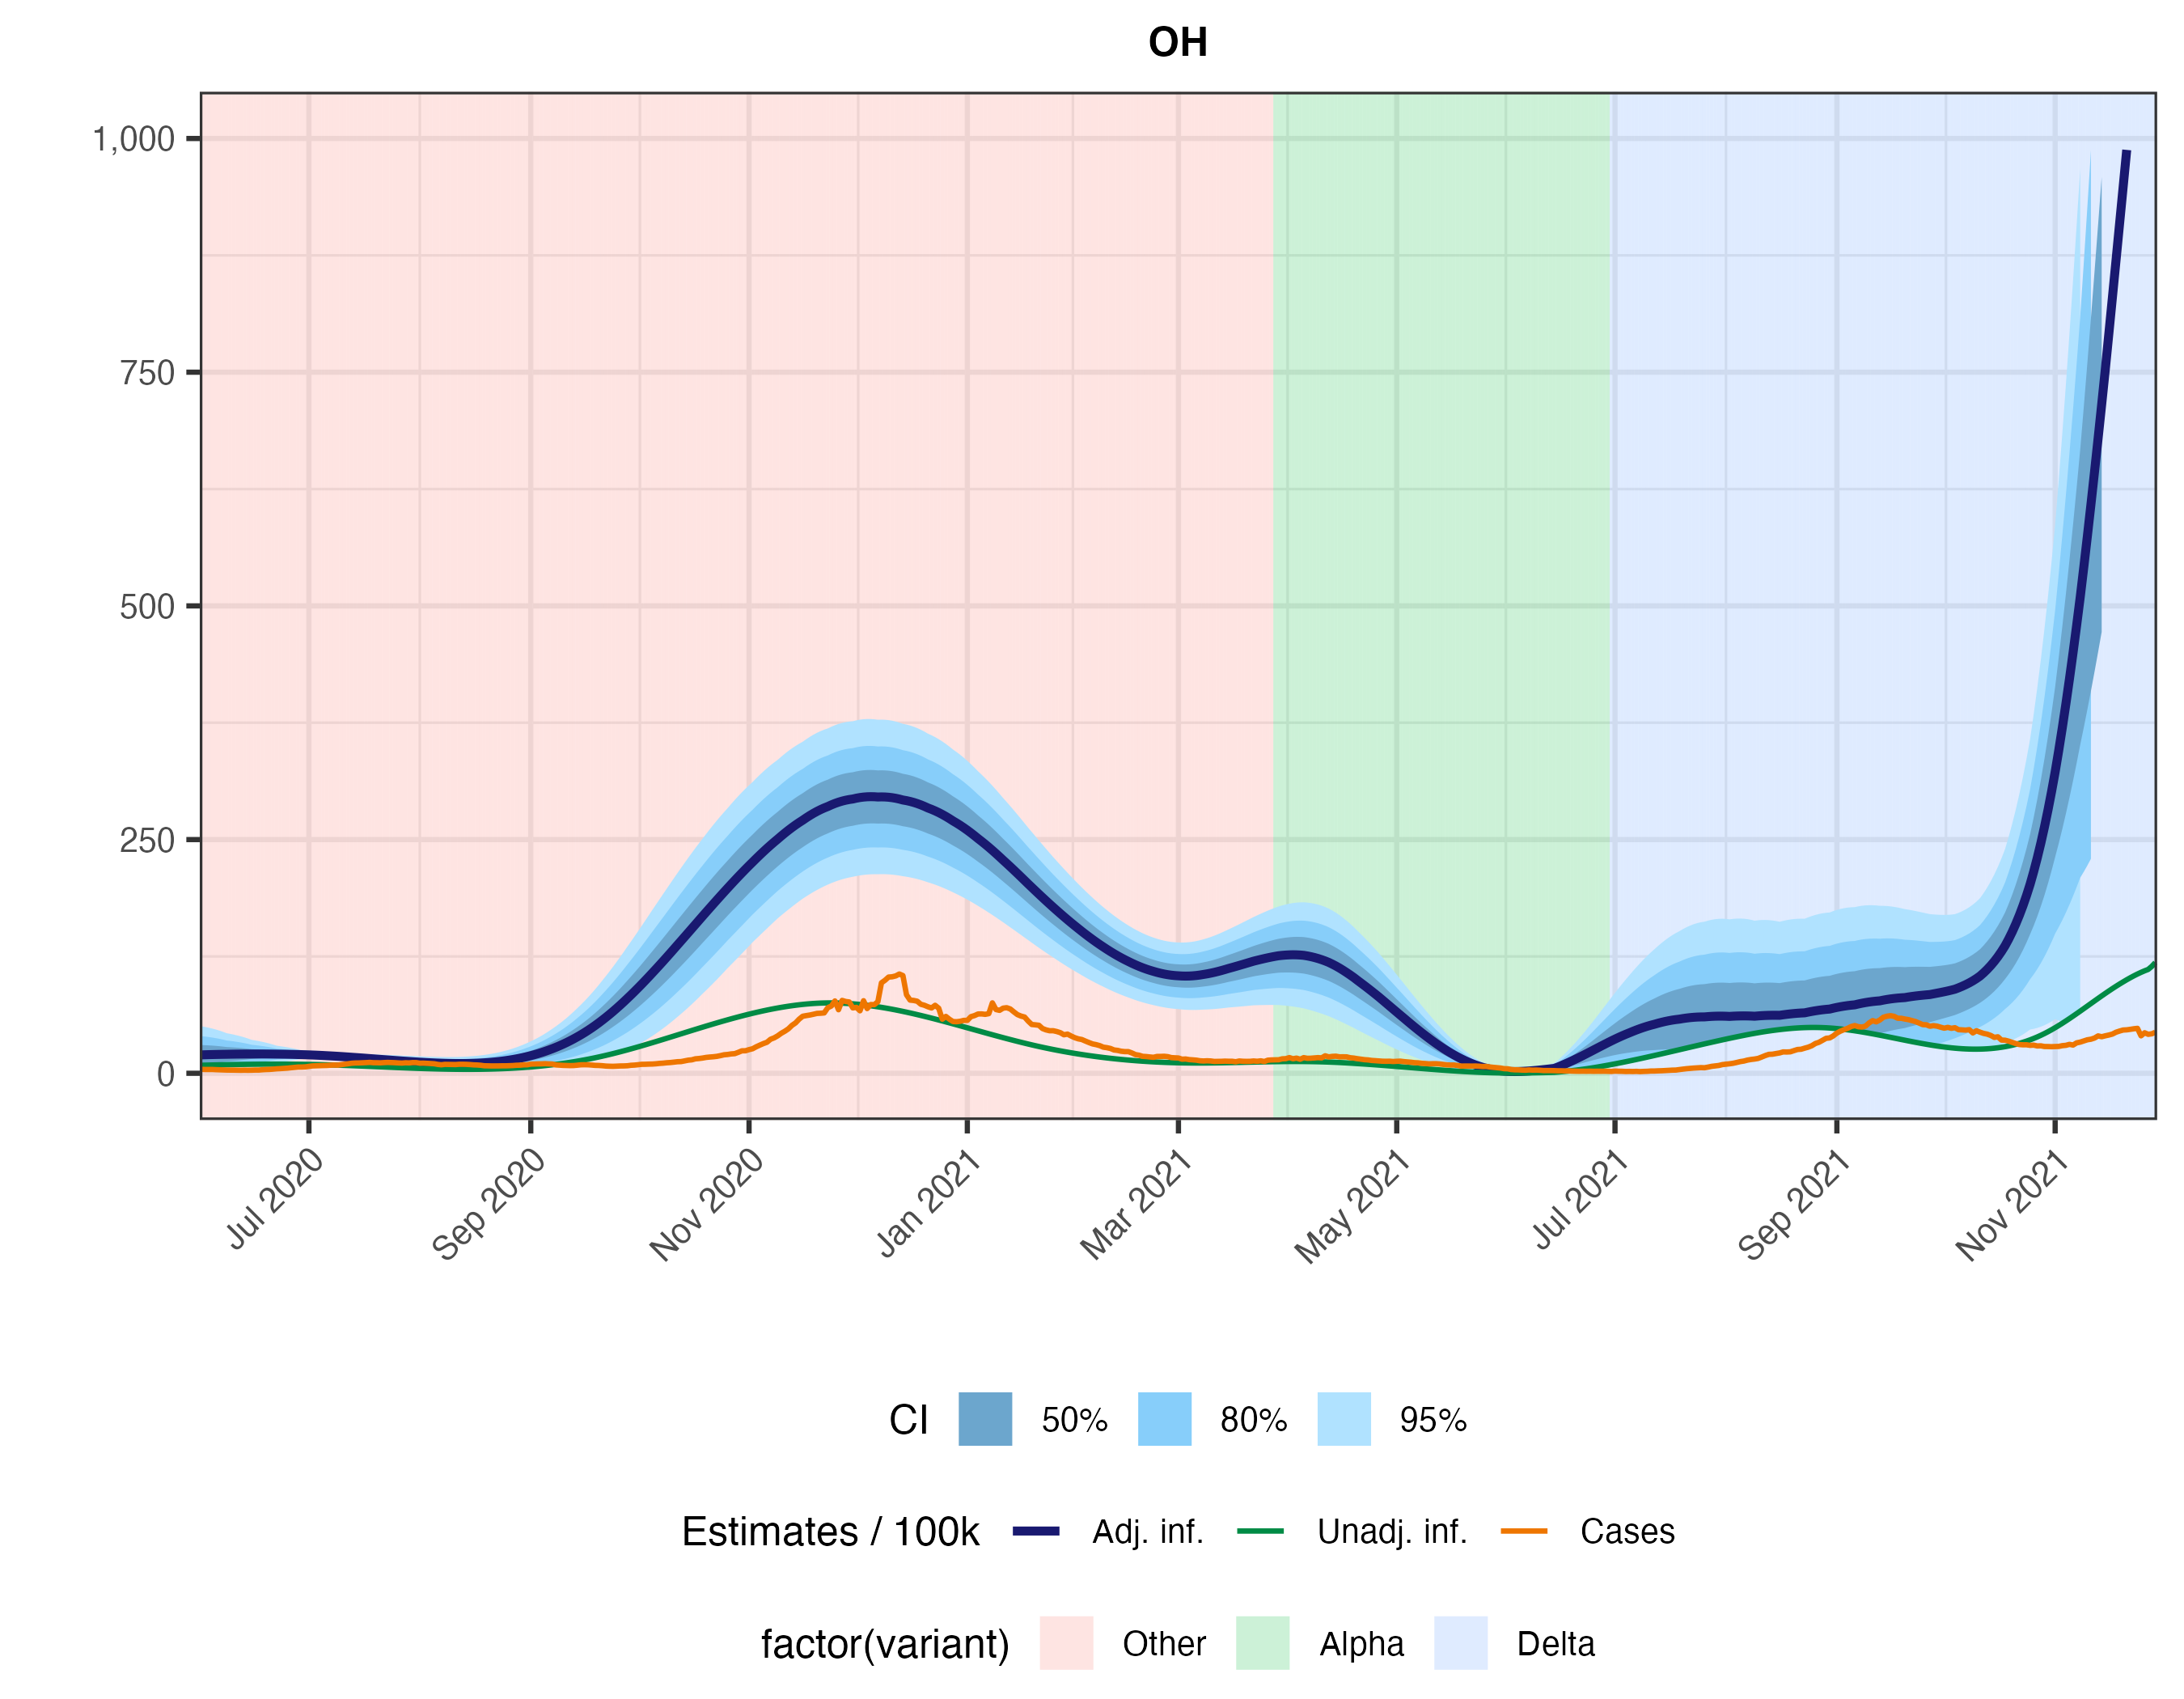 OH
1,000
750
500
250
0
Jul 2020
Sep 2020
Nov 2020
Jan 2021
Mar 2021
May 2021
Jul 2021
Sep 2021
Nov 2021
CI 50% 80% 95%
Estimates / 100k Adj. inf. Unadj. inf. Cases
factor(variant) Other Alpha Delta